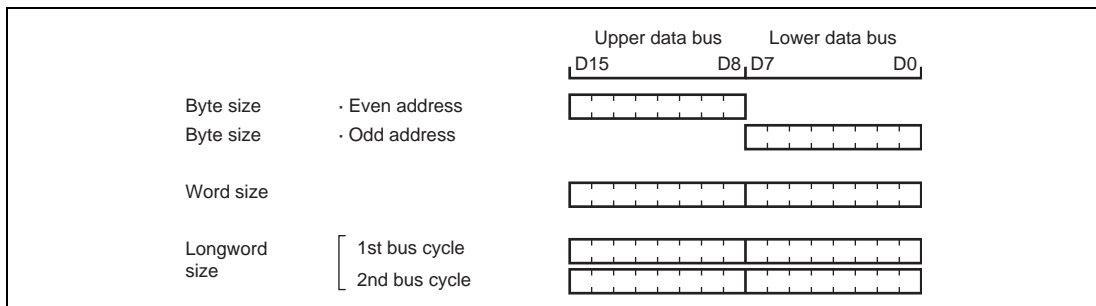 Upper data bus Lower data bus
D15 D8 D7 D0
Byte size · Even address
Byte size · Odd address
Word size
Longword size
1st bus cycle
2nd bus cycle